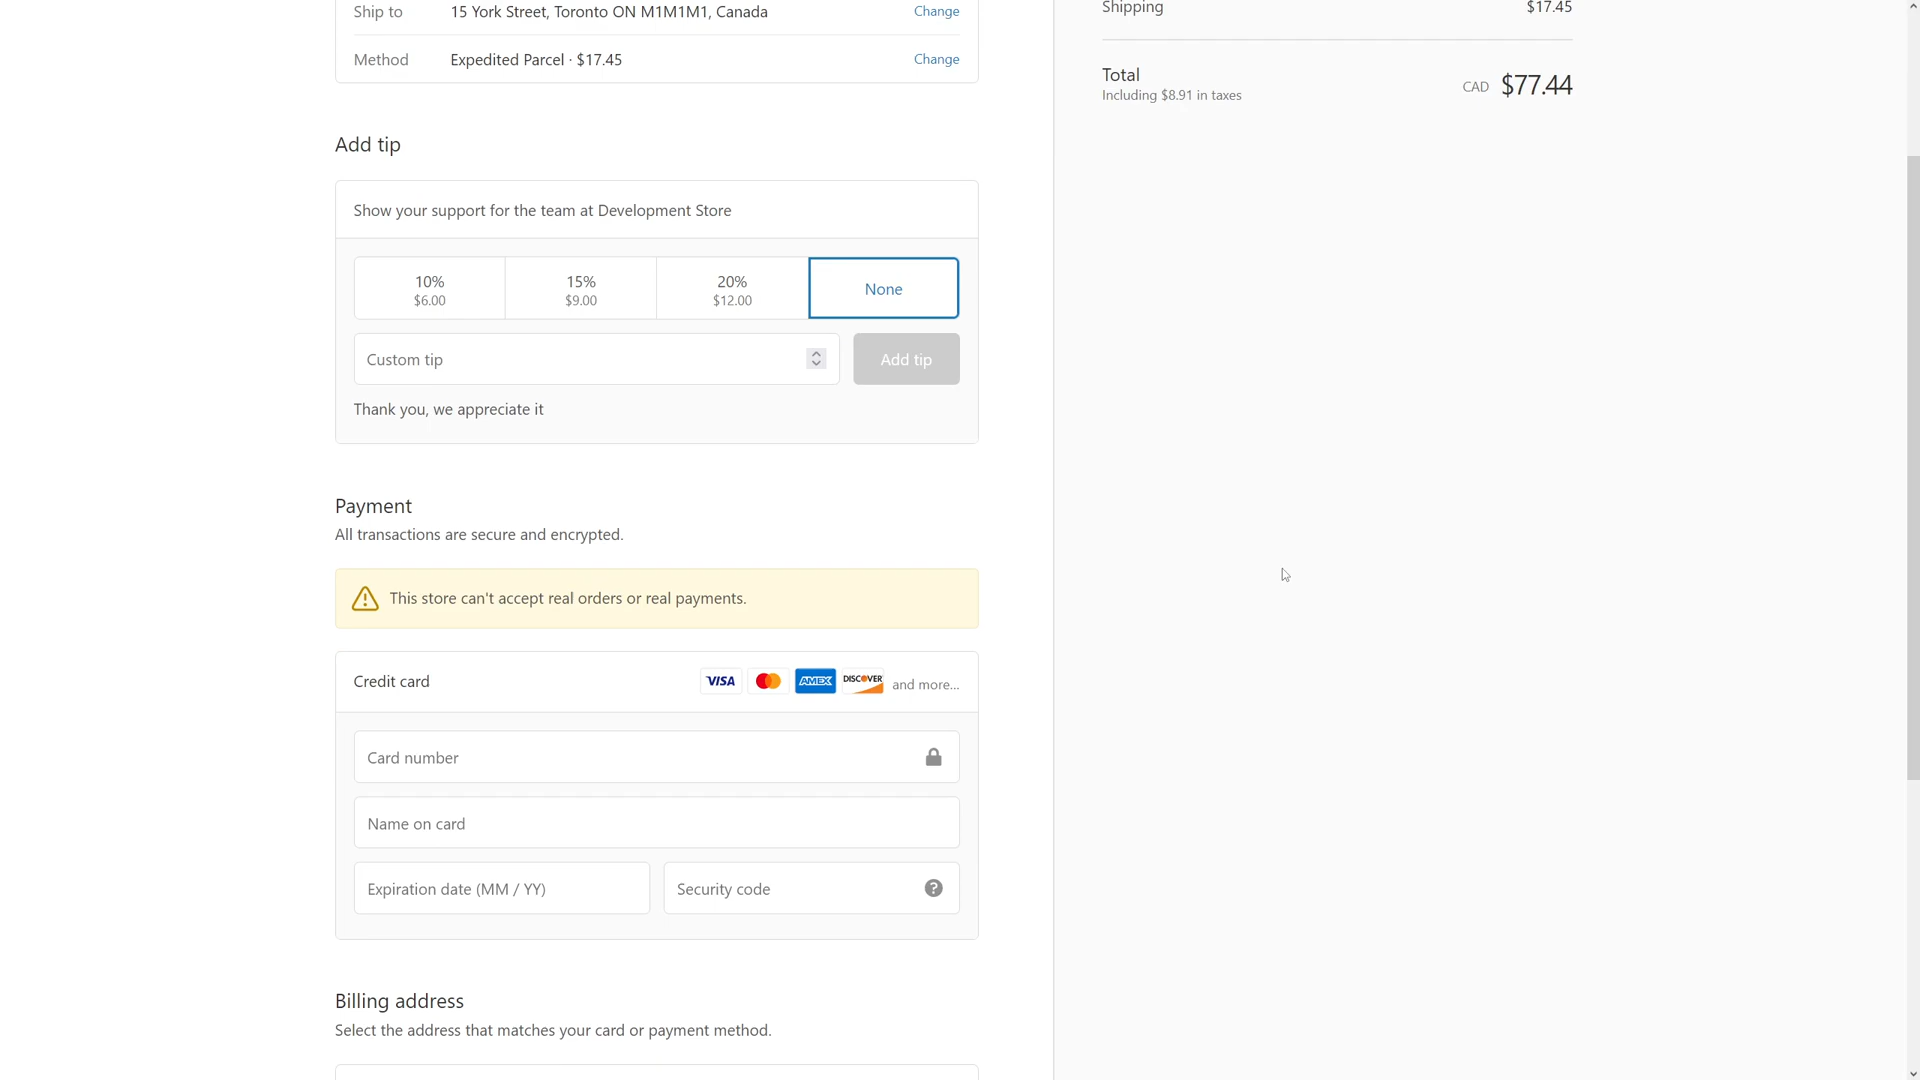 Ship to 15 York Street, Toronto ON M1M1M1, Canada Change
Method Expedited Parcel · $17.45 Change
Add tip
Show your support for the team at Development Store
10% 15% 20% None
$6.00 $9.00 $12.00
Custom tip Add tip
Thank you, we appreciate it
Payment
All transactions are secure and encrypted.
This store can't accept real orders or real payments.
Credit card VISA AMEX DISCOVER and more...
Card number
Name on card
Expiration date (MM / YY) Security code ?
Billing address
Select the address that matches your card or payment method.
Shipping $17.45
Total CAD $77.44
Including $8.91 in taxes